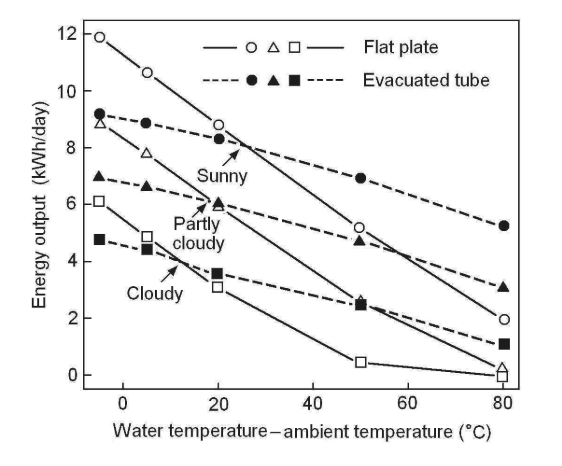 12
10
8
6
4
2
0
Energy output (kWh/day)
Flat plate
Evacuated tube
Sunny
Partly
cloudy
Cloudy
0 20 40 60 80
Water temperature–ambient temperature (°C)